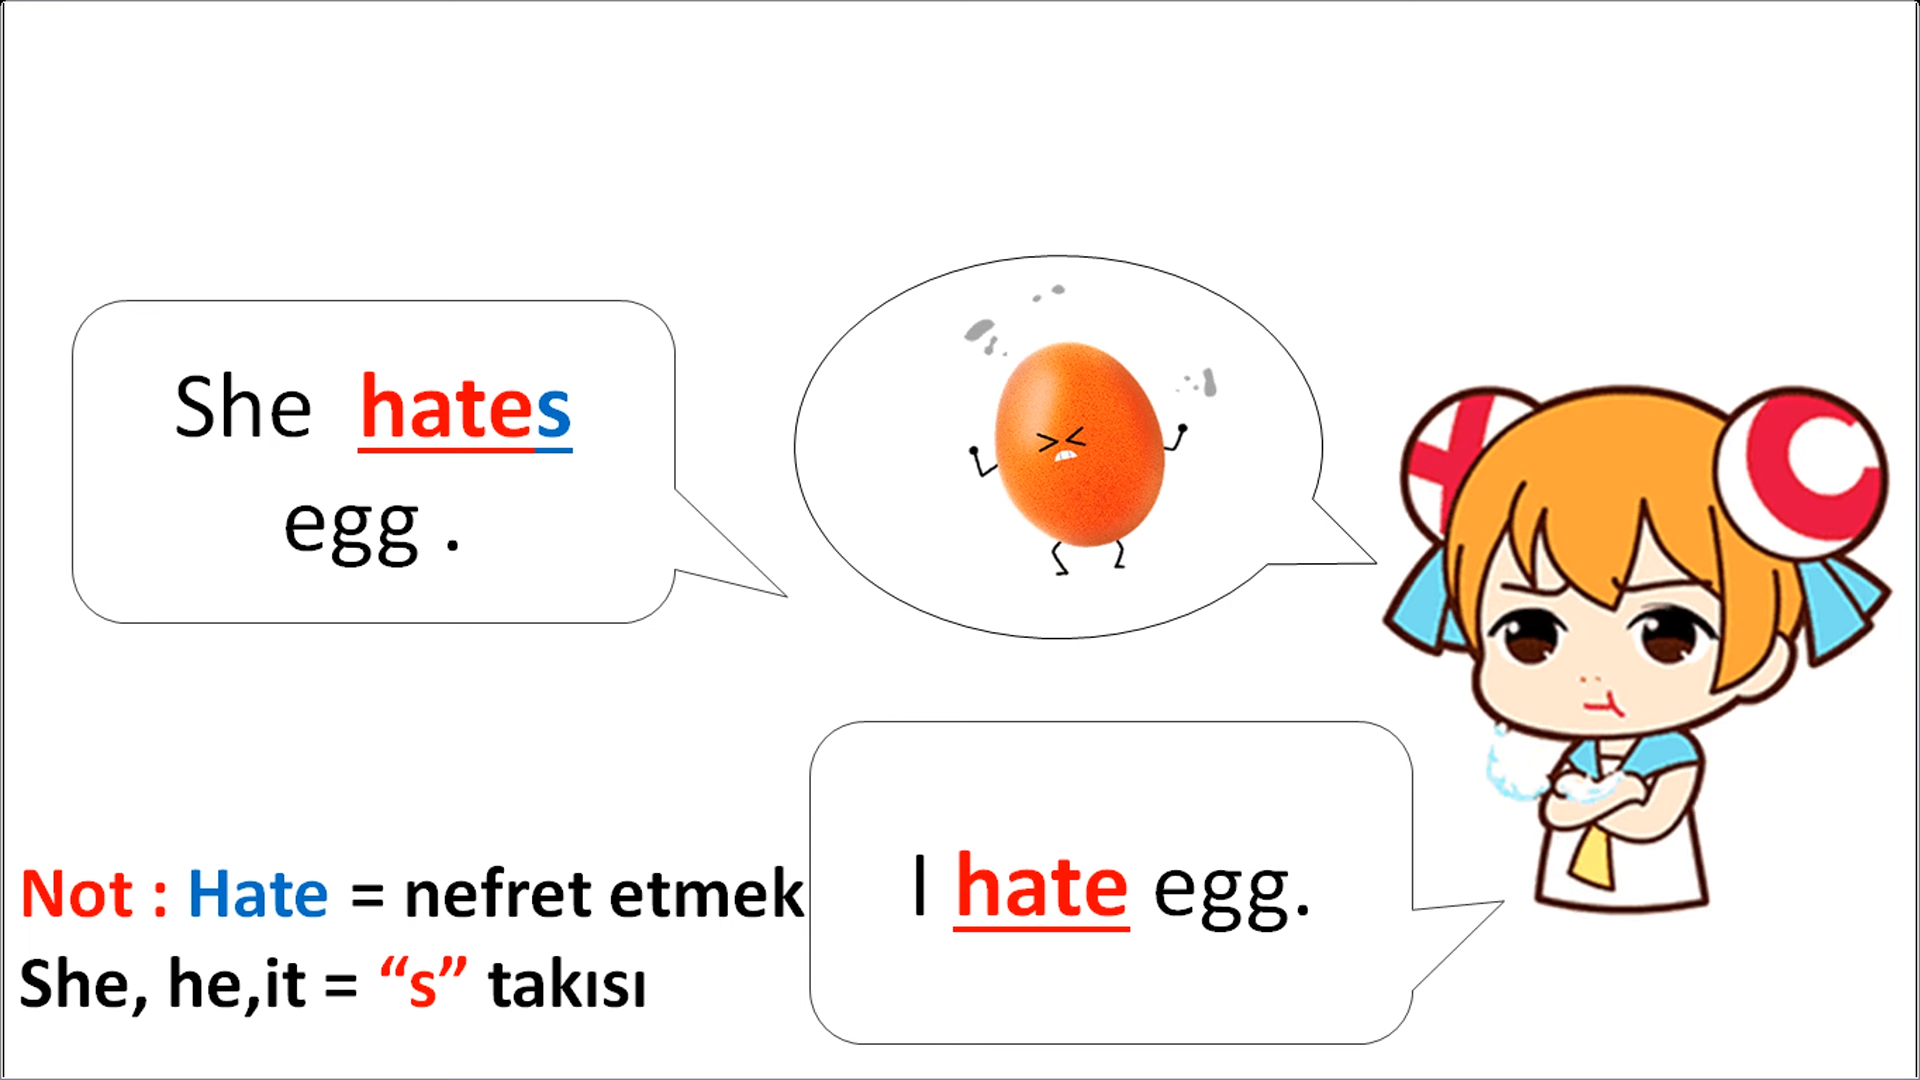 She hates
egg .
I hate egg.
Not : Hate = nefret etmek
She, he,it = “s” takısı